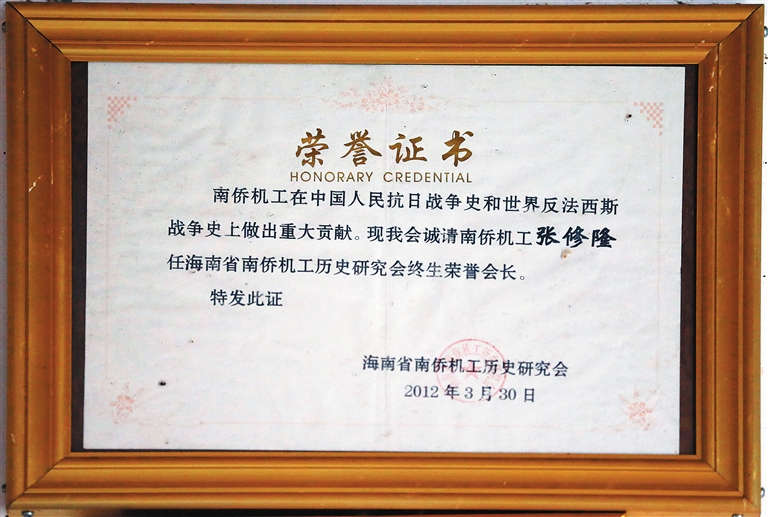 荣誉证书
HONORARY CREDENTIAL
南侨机工在中国人民抗日战争史和世界反法西斯
战争史上做出重大贡献。现我会诚请南侨机工张修隆
任海南省南侨机工历史研究会终生荣誉会长。
特发此证
海南省南侨机工历史研究会
2012年3月30日